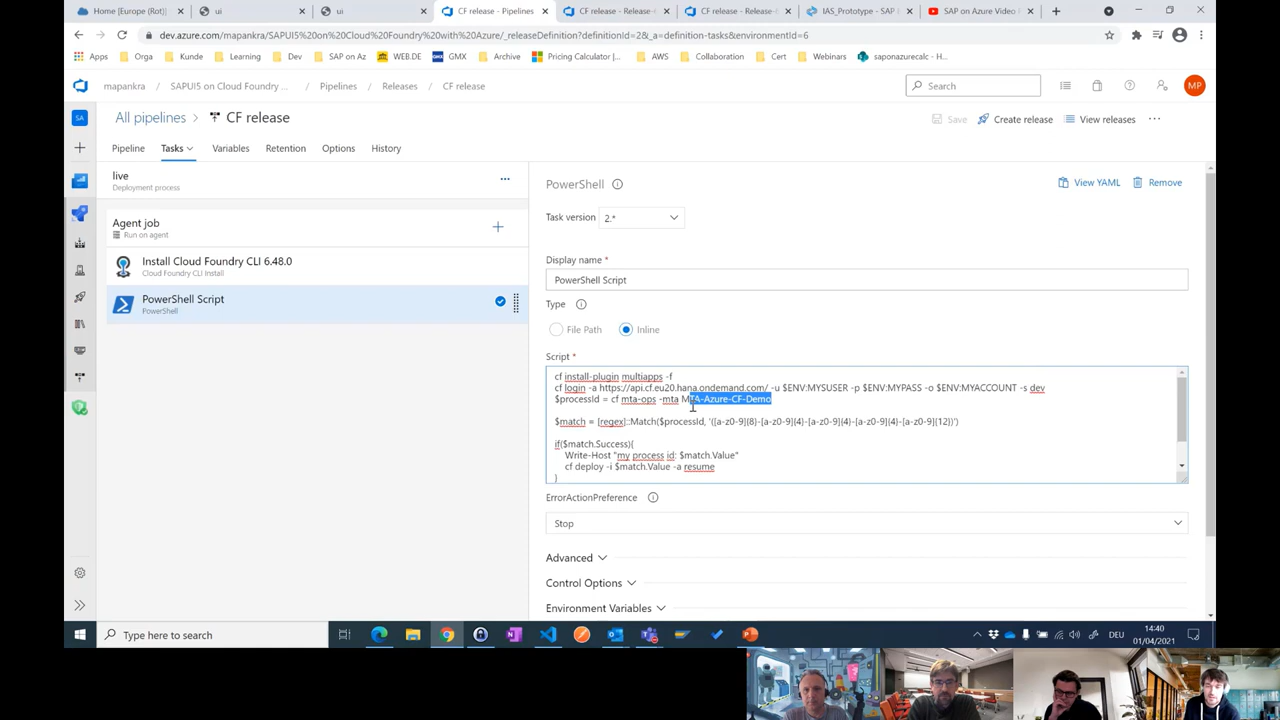 Home [Europe (Rot)]
ui
ui
CF release - Pipelines
CF release - Release-
CF release - Release-
IAS_Prototype - SAP
SAP on Azure Video
dev.azure.com/mapankra/SAPUI5%20on%20Cloud%20Foundry%20with%20Azure/_releaseDefinition?definitionId=2&_a=definition-tasks&environmentId=6
Apps
Orga
Kunde
Learning
Dev
SAP on Az
WEB.DE
GMX
Archive
Pricing Calculator |...
AWS
Collaboration
Cert
Webinars
saponazurecalc - H...
mapankra
SAPUI5 on Cloud Foundry ...
Pipelines
Releases
CF release
Search
MP
SA
All pipelines
CF release
Save
Create release
View releases
Pipeline
Tasks
Variables
Retention
Options
History
live
Deployment process
Agent job
Run on agent
Install Cloud Foundry CLI 6.48.0
Cloud Foundry CLI Install
PowerShell Script
PowerShell
PowerShell
View YAML
Remove
Task version
2.*
Display name *
PowerShell Script
Type
File Path
Inline
Script *
cf install-plugin multiapps -f
cf login -a https://api.cf.eu20.hana.ondemand.com/ -u $ENV:MYSUSER -p $ENV:MYPASS -o $ENV:MYACCOUNT -s dev
$processId = cf mta-ops -mta MTA-Azure-CF-Demo
$match = [regex]::Match($processId, '([a-z0-9]{8}-[a-z0-9]{4}-[a-z0-9]{4}-[a-z0-9]{4}-[a-z0-9]{12})')
if($match.Success){
Write-Host "my process id: $match.Value"
cf deploy -i $match.Value -a resume
}
ErrorActionPreference
Stop
Advanced
Control Options
Environment Variables
Type here to search
DEU
14:40
01/04/2021